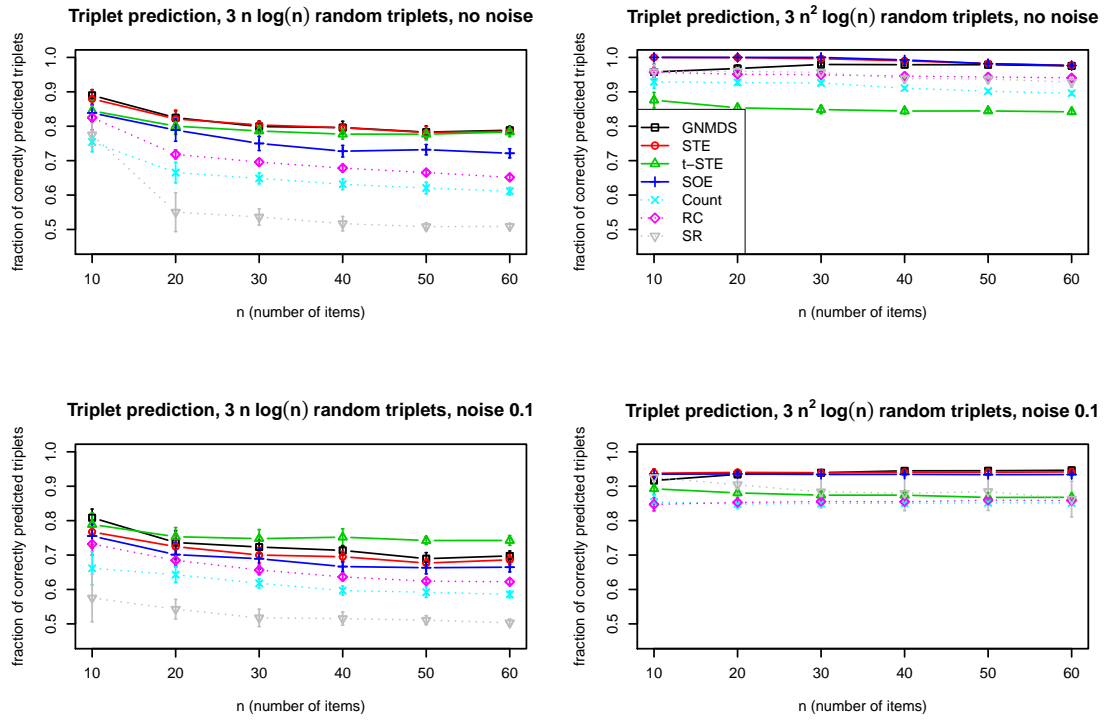 Triplet prediction, 3 n log(n) random triplets, no noise
fraction of correctly predicted triplets
1.0
0.9
0.8
0.7
0.6
0.5
10 20 30 40 50 60
n (number of items)
Triplet prediction, 3 n² log(n) random triplets, no noise
fraction of correctly predicted triplets
1.0
0.9
0.8
0.7
0.6
0.5
GNMDS
STE
t−STE
SOE
Count
RC
SR
10 20 30 40 50 60
n (number of items)
Triplet prediction, 3 n log(n) random triplets, noise 0.1
fraction of correctly predicted triplets
1.0
0.9
0.8
0.7
0.6
0.5
10 20 30 40 50 60
n (number of items)
Triplet prediction, 3 n² log(n) random triplets, noise 0.1
fraction of correctly predicted triplets
1.0
0.9
0.8
0.7
0.6
0.5
10 20 30 40 50 60
n (number of items)